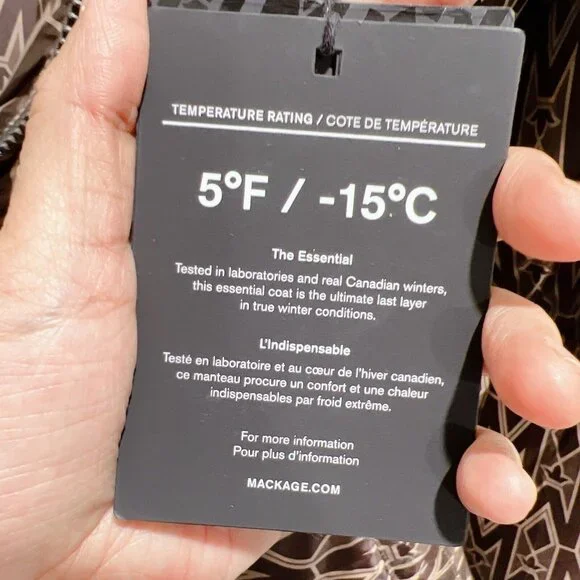 TEMPERATURE RATING / COTE DE TEMPÉRATURE
5°F / -15°C
The Essential
Tested in laboratories and real Canadian winters,
this essential coat is the ultimate last layer
in true winter conditions.
L'Indispensable
Testé en laboratoire et au cœur de l'hiver canadien,
ce manteau procure un confort et une chaleur
indispensables par froid extrême.
For more information
Pour plus d'information
MACKAGE.COM